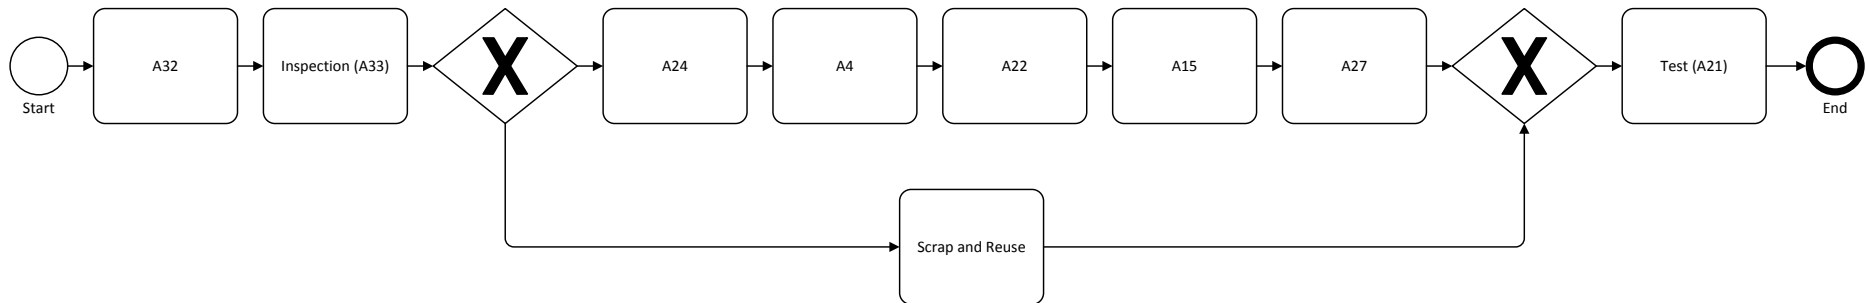 Start
A32
Inspection (A33)
X
A24
A4
A22
A15
A27
X
Test (A21)
End
Scrap and Reuse